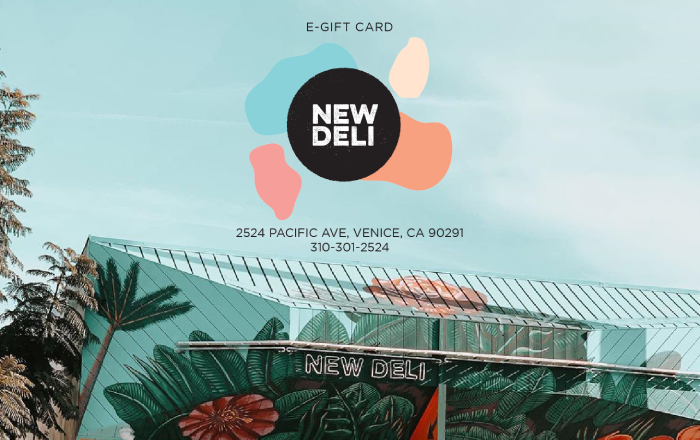 E-GIFT CARD
NEW
DELI
2524 PACIFIC AVE, VENICE, CA 90291
310-301-2524
NEW DELI